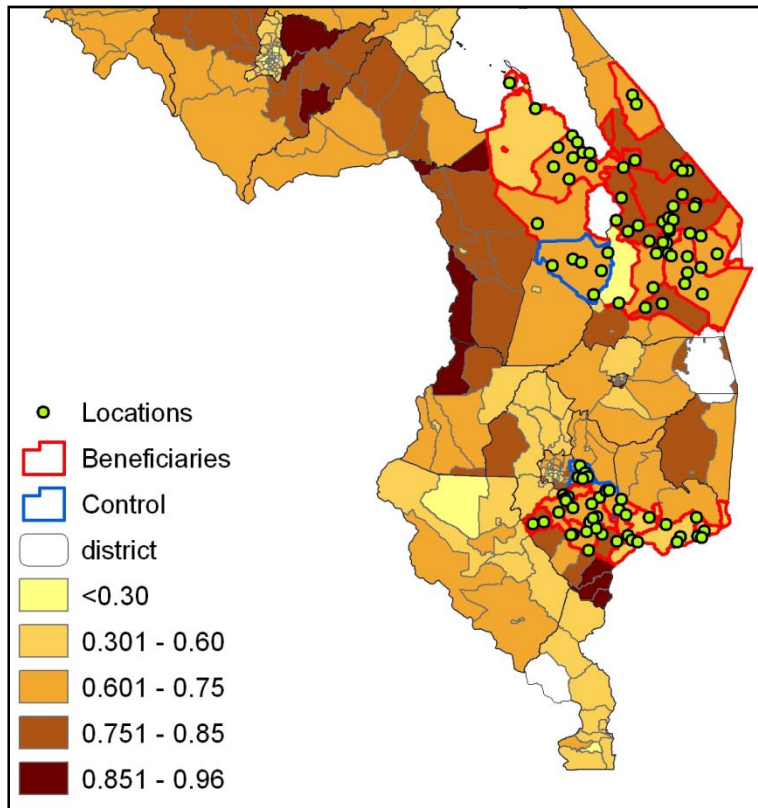 Locations
Beneficiaries
Control
district
<0.30
0.301 - 0.60
0.601 - 0.75
0.751 - 0.85
0.851 - 0.96